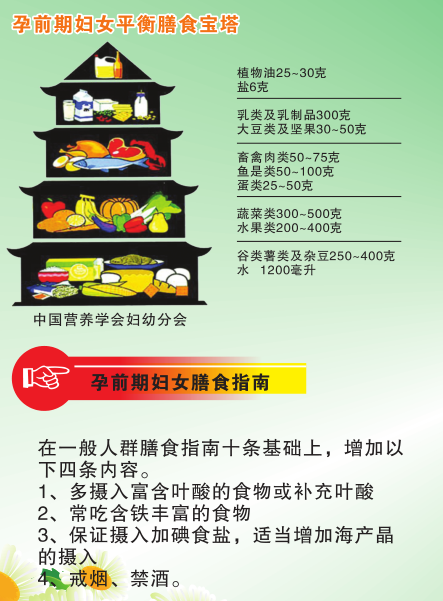 孕前期妇女平衡膳食宝塔
植物油25~30克
盐6克
乳类及乳制品300克
大豆类及坚果30~50克
畜禽肉类50~75克
鱼是类50~100克
蛋类25~50克
蔬菜类300~500克
水果类200~400克
谷类薯类及杂豆250~400克
水 1200毫升
中国营养学会妇幼分会
孕前期妇女膳食指南
在一般人群膳食指南十条基础上，增加以
下四条内容。
1、多摄入富含叶酸的食物或补充叶酸
2、常吃含铁丰富的食物
3、保证摄入加碘食盐，适当增加海产晶
的摄入
4、戒烟、禁酒。